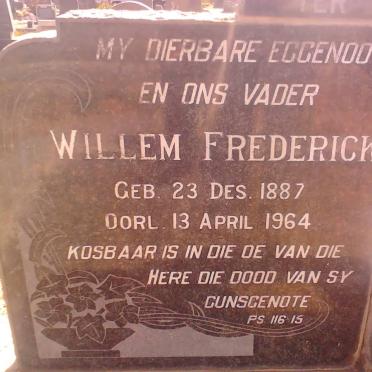 TER
MY DIERBARE EGGENOO
EN ONS VADER
WILLEM FREDERICK
GEB. 23 DES. 1887
OORL. 13 APRIL 1964
KOSBAAR IS IN DIE OE VAN DIE
HERE DIE DOOD VAN SY
GUNSGENOTE
PS 116-15